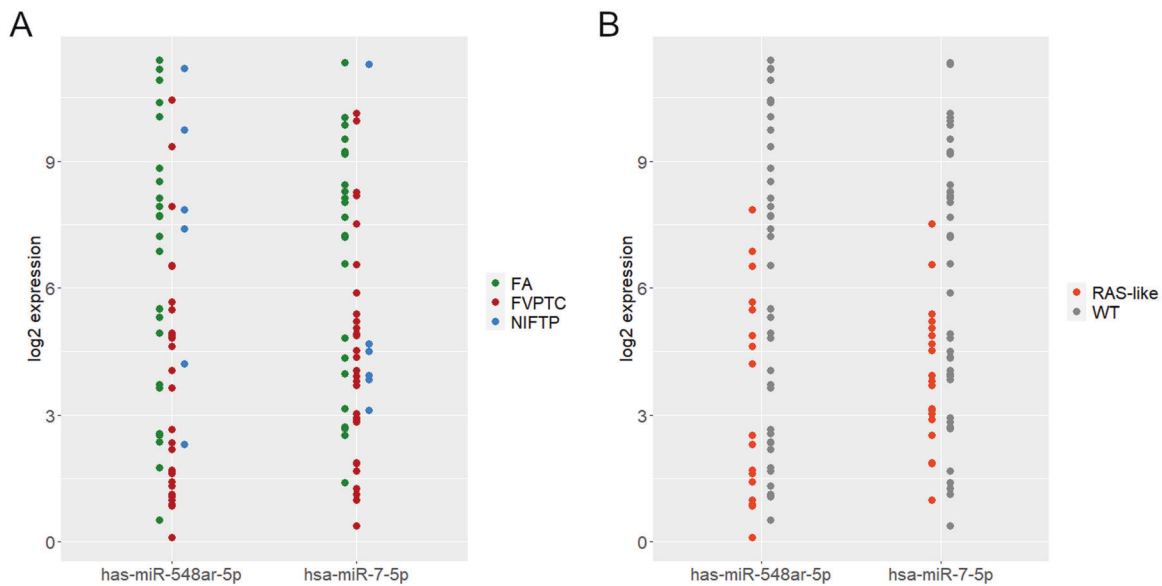 A
log2 expression
9
6
3
0
has-miR-548ar-5p
hsa-miR-7-5p
FA
FVPTC
NIFTP
B
log2 expression
9
6
3
0
has-miR-548ar-5p
hsa-miR-7-5p
RAS-like
WT